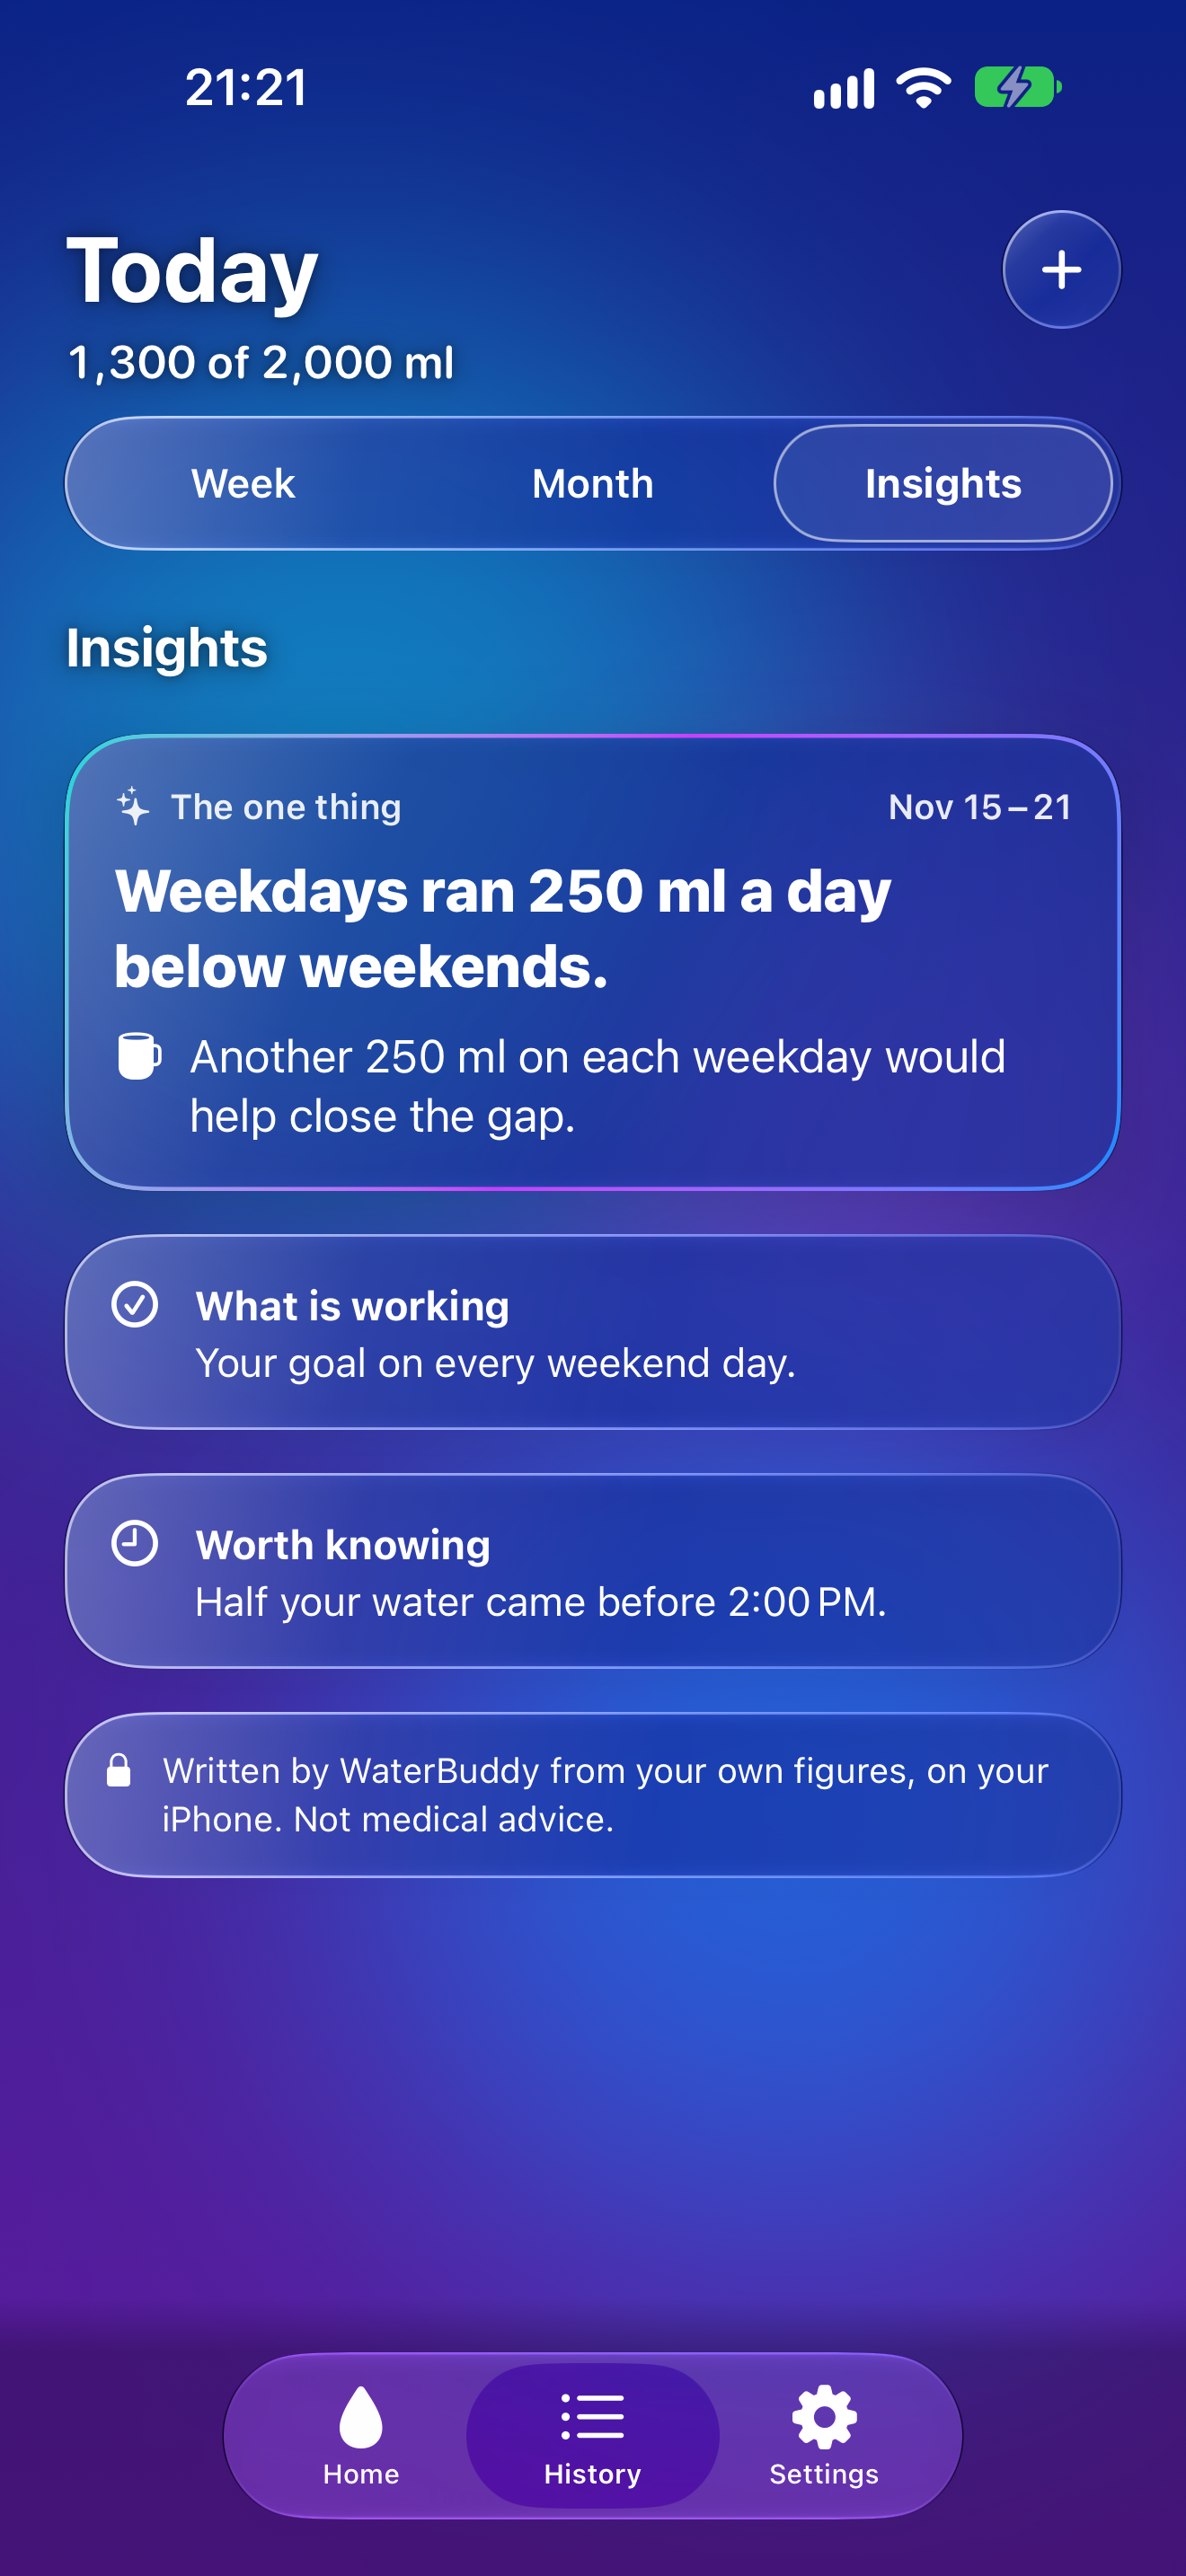 21:21
Today
1,300 of 2,000 ml
Week
Month
Insights
Insights
The one thing
Nov 15–21
Weekdays ran 250 ml a day
below weekends.
Another 250 ml on each weekday would
help close the gap.
What is working
Your goal on every weekend day.
Worth knowing
Half your water came before 2:00 PM.
Written by WaterBuddy from your own figures, on your
iPhone. Not medical advice.
Home
History
Settings